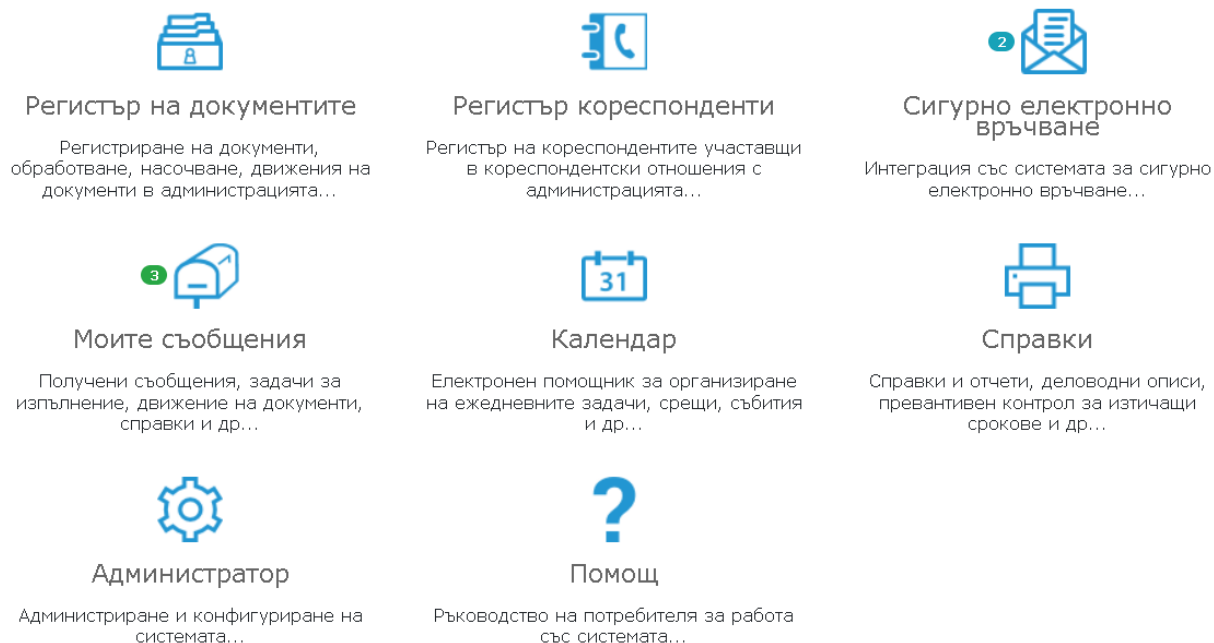 Регистър на документите
Регистриране на документи,
обработване, насочване, движения на
документи в администрацията...
Регистър кореспонденти
Регистър на кореспондентите участващи
в кореспондентски отношения с
администрацията...
2
Сигурно електронно
връчване
Интеграция със системата за сигурно
електронно връчване...
3
Моите съобщения
Получени съобщения, задачи за
изпълнение, движение на документи,
справки и др...
31
Календар
Електронен помощник за организиране
на ежедневните задачи, срещи, събития
и др...
Справки
Справки и отчети, деловодни описи,
превантивен контрол за изтичащи
срокове и др...
Администратор
Администриране и конфигуриране на
системата...
?
Помощ
Ръководство на потребителя за работа
със системата...